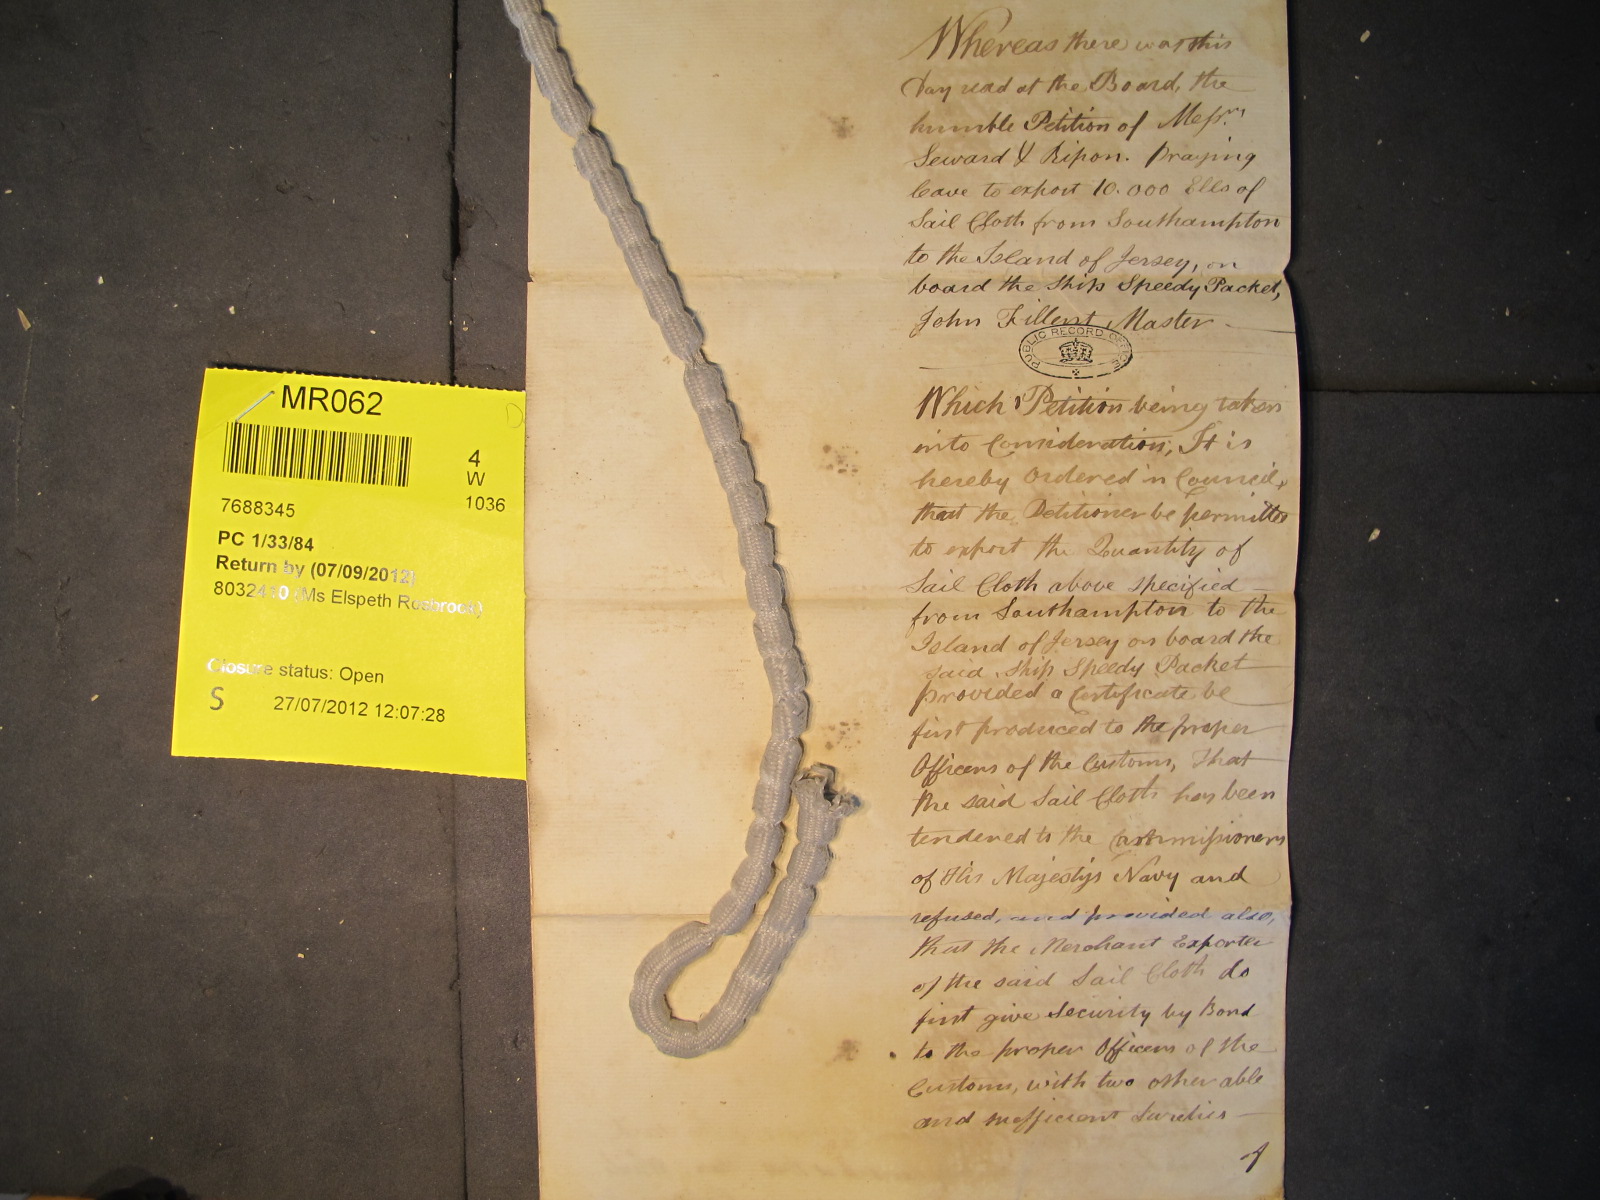 MR062
4
W
1036
7688345
PC 1/33/84
Return by (07/09/2012)
8032410 (Ms Elspeth Rosbrock)
Closure status: Open
S
27/07/2012 12:07:28
Whereas there was this
Day read at the Board, the
humble Petition of Messrs.
Seward & Ripon. Praying
leave to export 10.000 Ells of
Sail Cloth from Southampton
to the Island of Jersey, on
board the Ship Speedy Packet,
John Fillent Master
PUBLIC RECORD OFFICE
Which Petition being taken
into Consideration, It is
hereby Ordered in Council,
that the Petitioner be permitted
to export the Quantity of
Sail Cloth above specified
from Southampton to the
Island of Jersey on board the
said Ship Speedy Packet
provided a Certificate be
first produced to the proper
Officers of the Customs, That
the said Sail Cloth has been
tendered to the Commissioners
of His Majestys Navy and
refused, and provided also,
that the Merchant Exporter
of the said Sail Cloth do
first give Security by Bond
to the proper Officers of the
Customs, with two other able
and sufficient Sureties